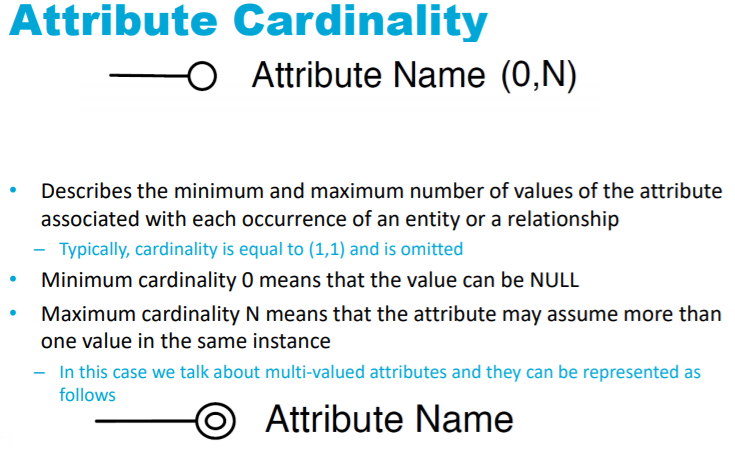 Attribute Cardinality
Attribute Name (0,N)
• Describes the minimum and maximum number of values of the attribute
associated with each occurrence of an entity or a relationship
– Typically, cardinality is equal to (1,1) and is omitted
• Minimum cardinality 0 means that the value can be NULL
• Maximum cardinality N means that the attribute may assume more than
one value in the same instance
– In this case we talk about multi-valued attributes and they can be represented as
follows
Attribute Name